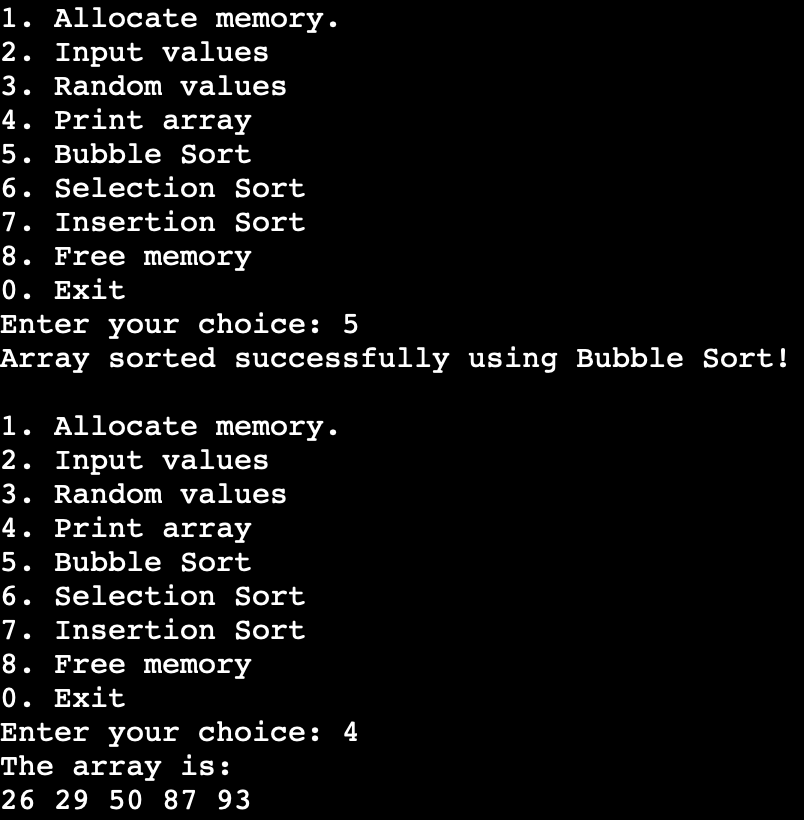 1. Allocate memory.
2. Input values
3. Random values
4. Print array
5. Bubble Sort
6. Selection Sort
7. Insertion Sort
8. Free memory
0. Exit
Enter your choice: 5
Array sorted successfully using Bubble Sort!
1. Allocate memory.
2. Input values
3. Random values
4. Print array
5. Bubble Sort
6. Selection Sort
7. Insertion Sort
8. Free memory
0. Exit
Enter your choice: 4
The array is:
26 29 50 87 93